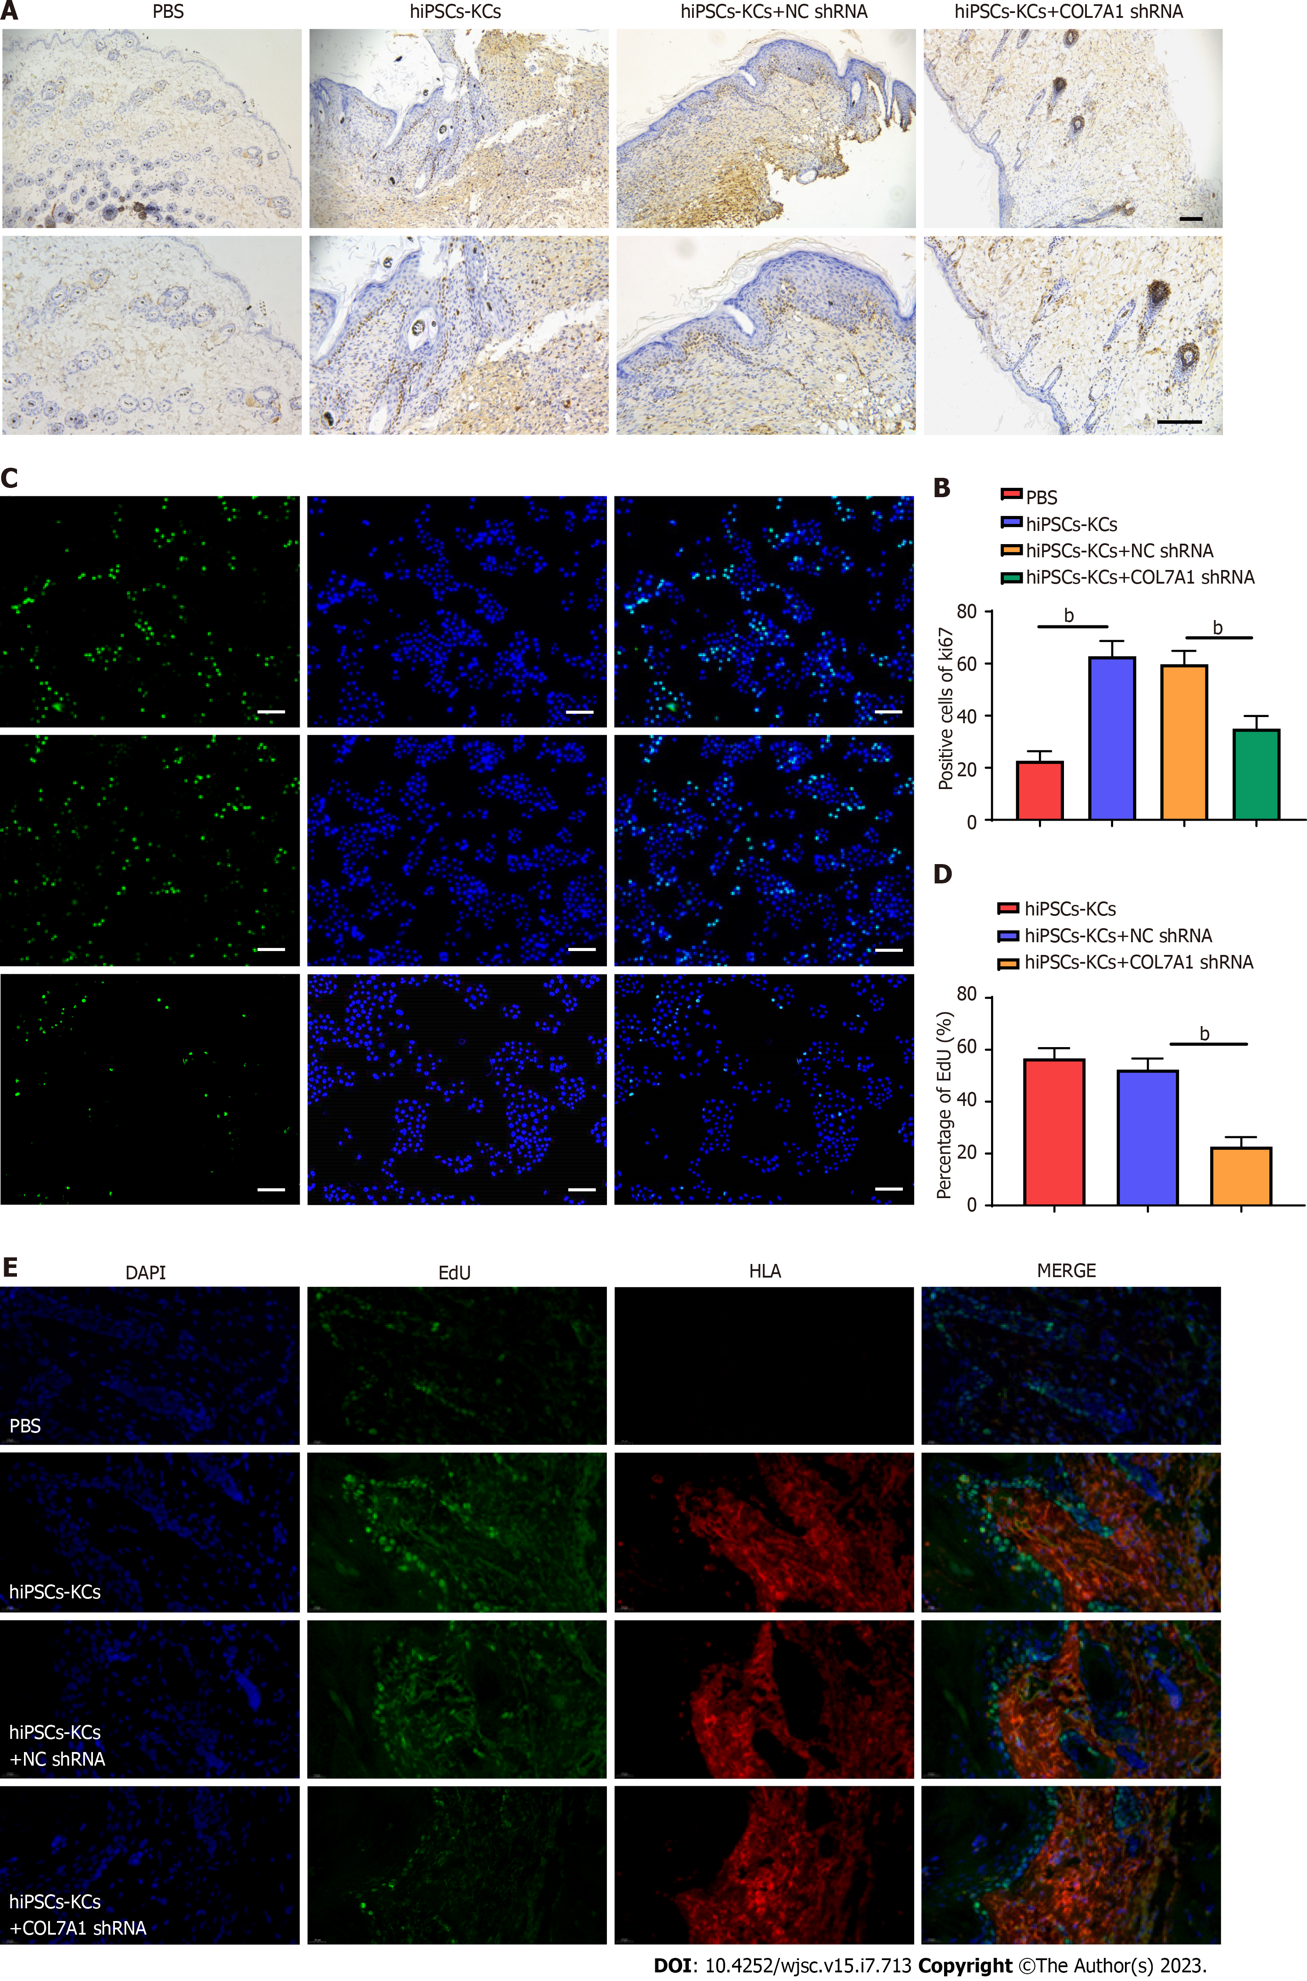 A
PBS
hiPSCs-KCs
hiPSCs-KCs+NC shRNA
hiPSCs-KCs+COL7A1 shRNA
C
B
PBS
hiPSCs-KCs
hiPSCs-KCs+NC shRNA
hiPSCs-KCs+COL7A1 shRNA
80
60
40
20
0
Positive cells of ki67
b
b
D
hiPSCs-KCs
hiPSCs-KCs+NC shRNA
hiPSCs-KCs+COL7A1 shRNA
80
60
40
20
0
Percentage of EdU (%)
b
E
DAPI
EdU
HLA
MERGE
PBS
hiPSCs-KCs
hiPSCs-KCs
+NC shRNA
hiPSCs-KCs
+COL7A1 shRNA
DOI: 10.4252/wjsc.v15.i7.713 Copyright ©The Author(s) 2023.